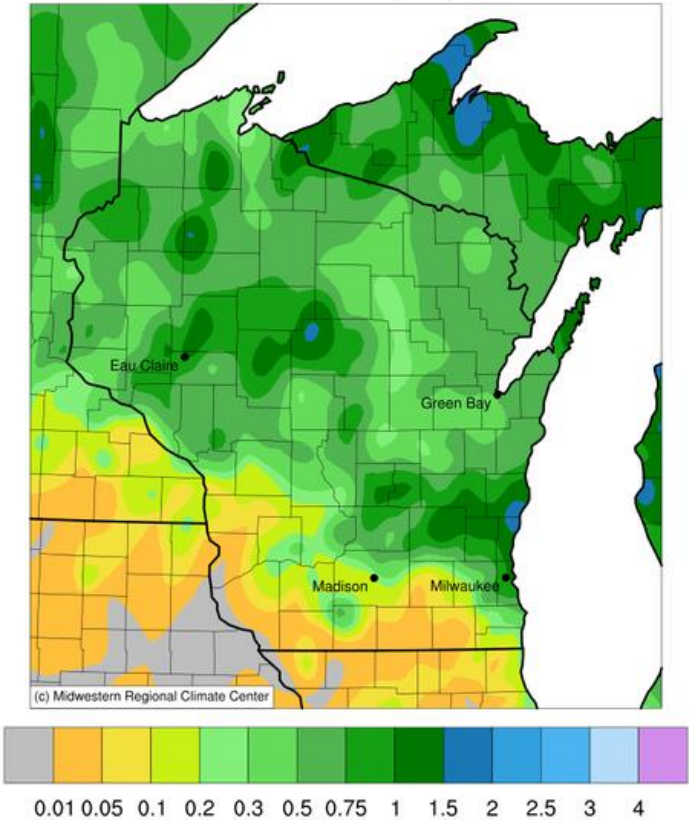 Eau Claire
Green Bay
Madison
Milwaukee
(c) Midwestern Regional Climate Center
0.01 0.05 0.1 0.2 0.3 0.5 0.75 1 1.5 2 2.5 3 4